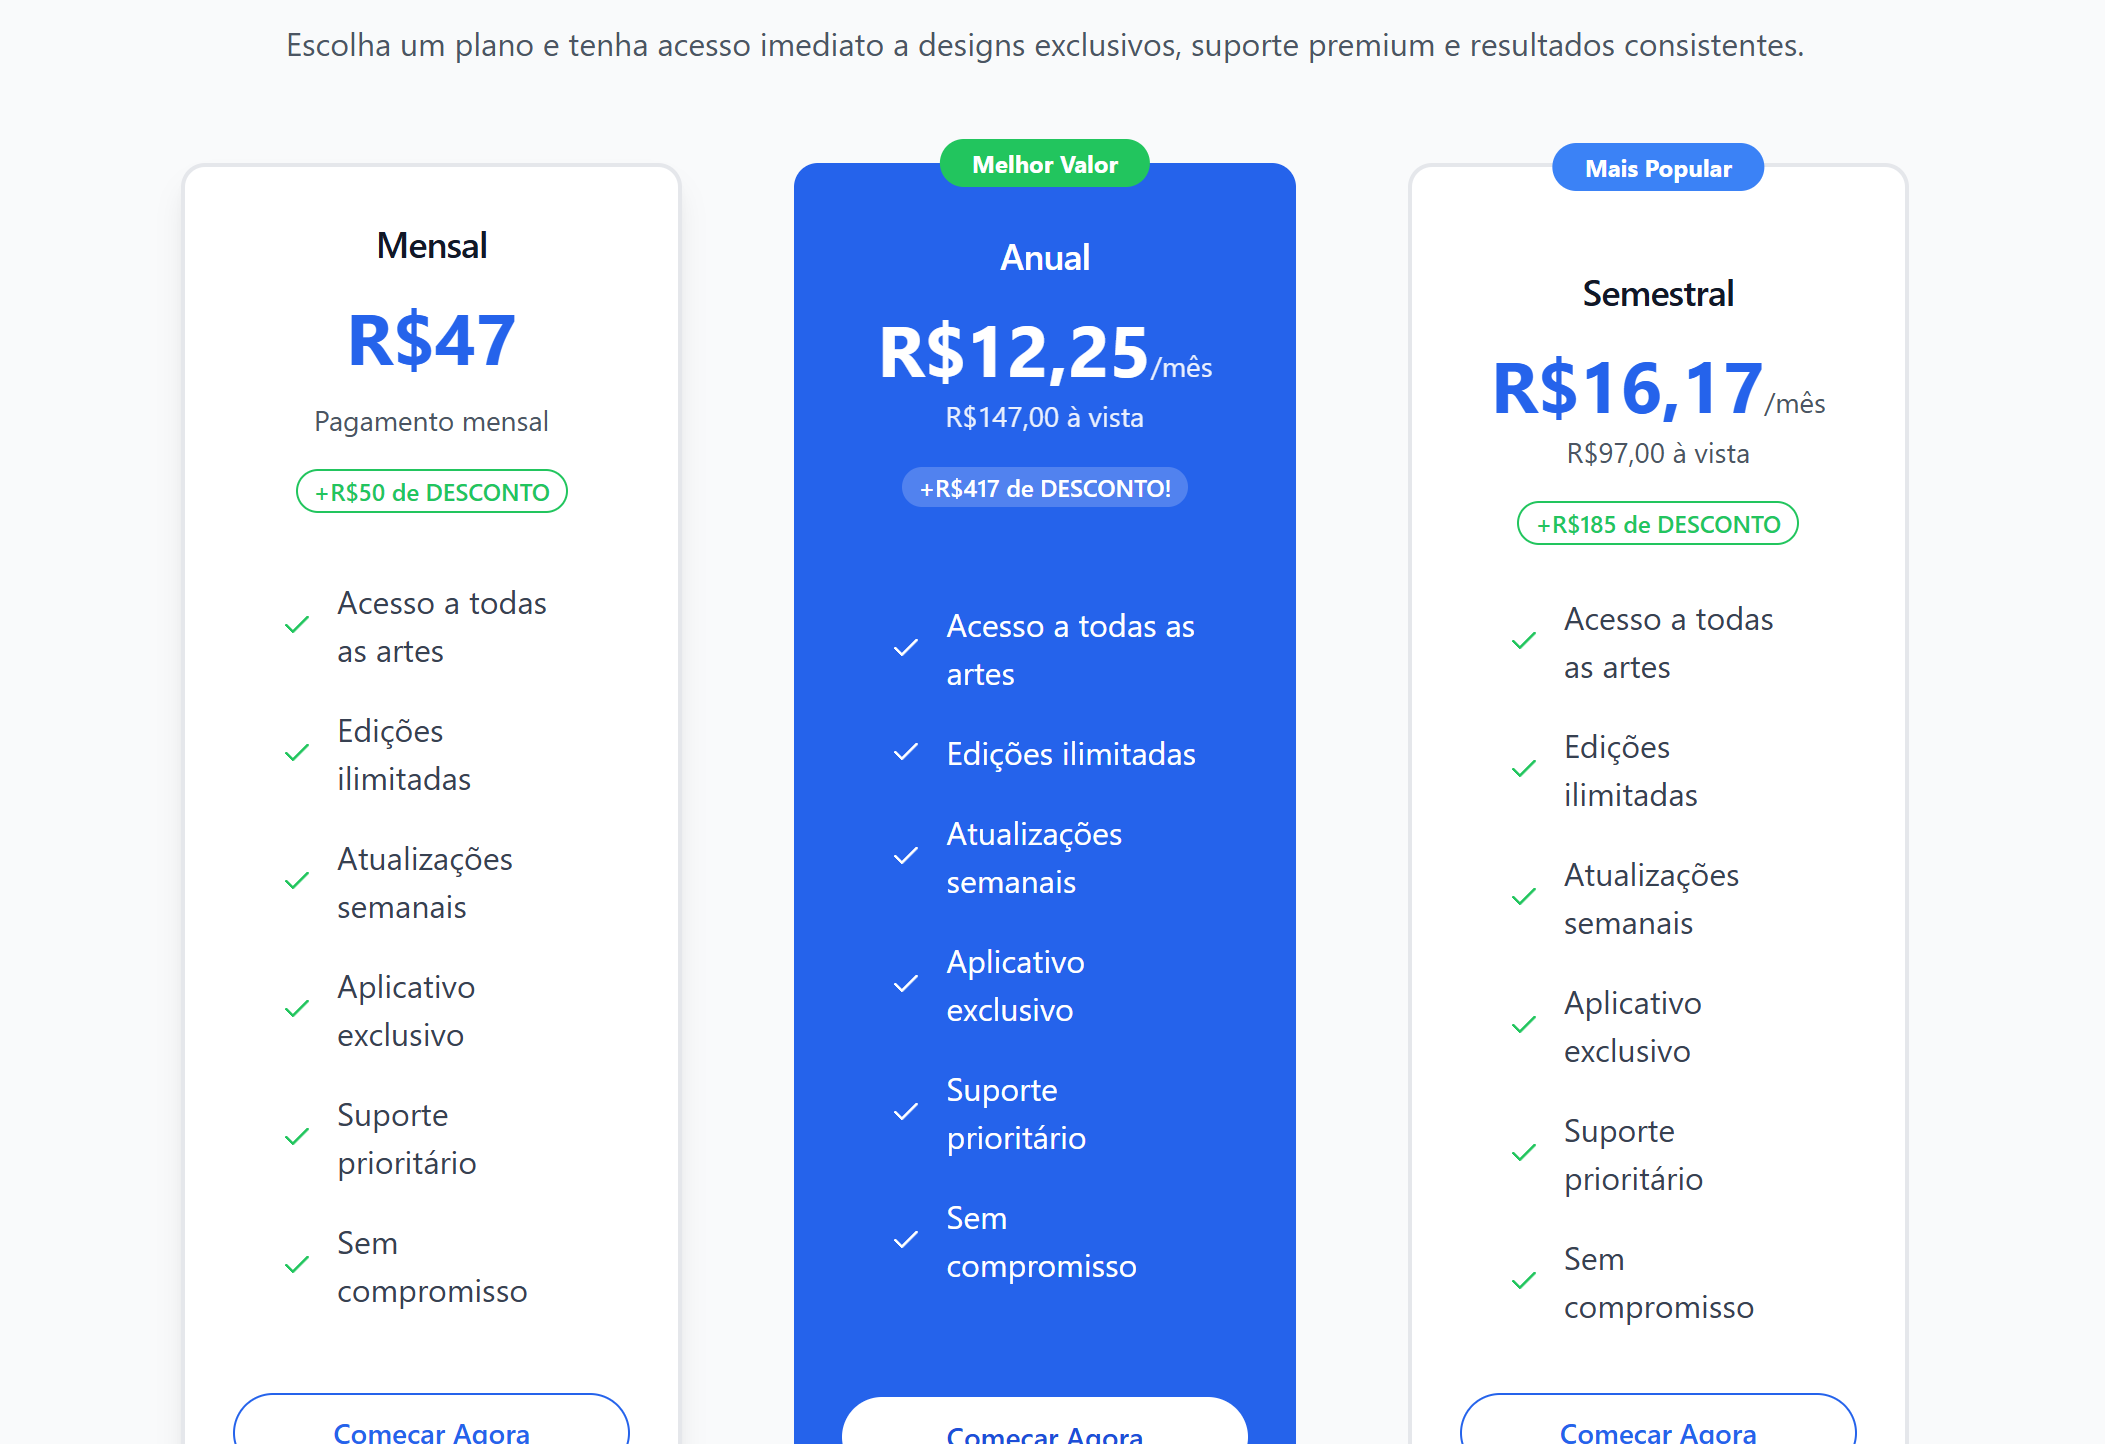 Escolha um plano e tenha acesso imediato a designs exclusivos, suporte premium e resultados consistentes.
Mensal
R$47
Pagamento mensal
+R$50 de DESCONTO
Acesso a todas
as artes
Edições
ilimitadas
Atualizações
semanais
Aplicativo
exclusivo
Suporte
prioritário
Sem
compromisso
Começar Agora
Melhor Valor
Anual
R$12,25/mês
R$147,00 à vista
+R$417 de DESCONTO!
Acesso a todas as
artes
Edições ilimitadas
Atualizações
semanais
Aplicativo
exclusivo
Suporte
prioritário
Sem
compromisso
Começar Agora
Mais Popular
Semestral
R$16,17/mês
R$97,00 à vista
+R$185 de DESCONTO
Acesso a todas
as artes
Edições
ilimitadas
Atualizações
semanais
Aplicativo
exclusivo
Suporte
prioritário
Sem
compromisso
Começar Agora